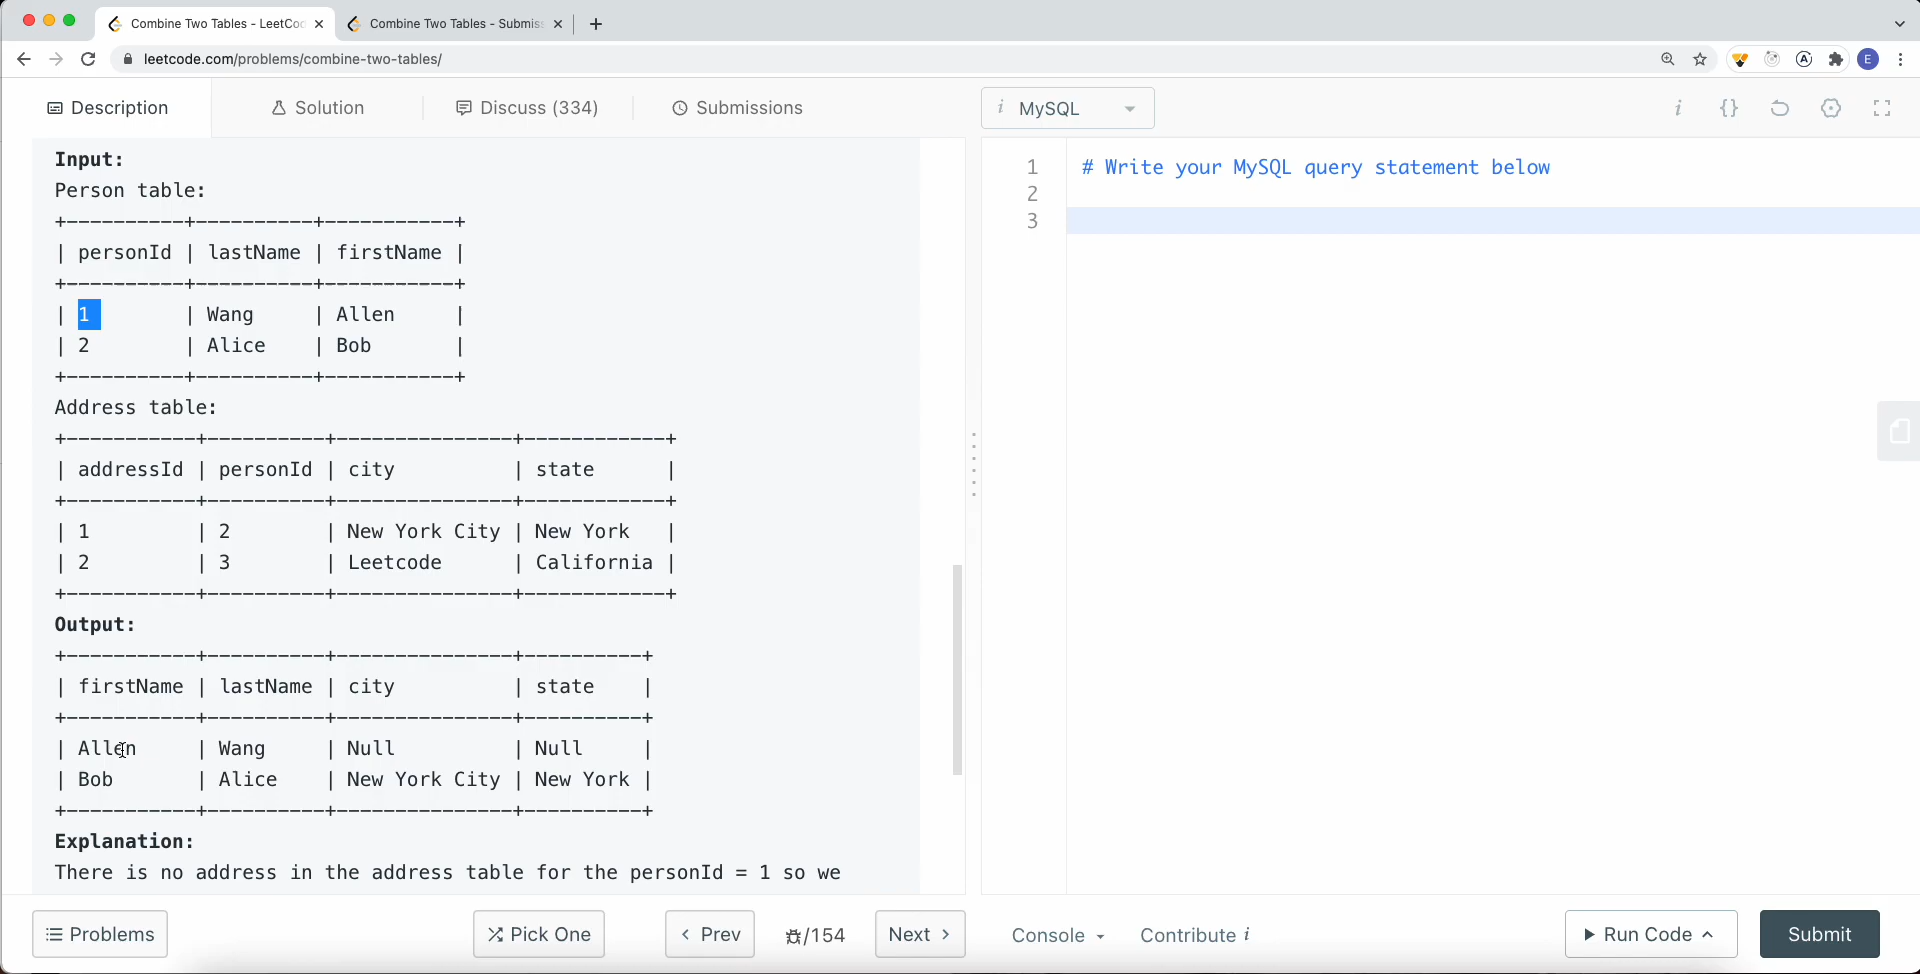 Combine Two Tables - LeetCo
Combine Two Tables - Submiss
leetcode.com/problems/combine-two-tables/
E
Description
Solution
Discuss (334)
Submissions
i MySQL
i {}
Input:
Person table:
+----------+----------+-----------+
| personId | lastName | firstName |
+----------+----------+-----------+
| 1        | Wang     | Allen     |
| 2        | Alice    | Bob       |
+----------+----------+-----------+
Address table:
+-----------+----------+---------------+------------+
| addressId | personId | city          | state      |
+-----------+----------+---------------+------------+
| 1         | 2        | New York City | New York   |
| 2         | 3        | Leetcode      | California |
+-----------+----------+---------------+------------+
Output:
+-----------+----------+---------------+----------+
| firstName | lastName | city          | state    |
+-----------+----------+---------------+----------+
| Allen     | Wang     | Null          | Null     |
| Bob       | Alice    | New York City | New York |
+-----------+----------+---------------+----------+
Explanation:
There is no address in the address table for the personId = 1 so we
1 # Write your MySQL query statement below
2
3
Problems
Pick One
Prev
/154
Next
Console
Contribute i
Run Code
Submit